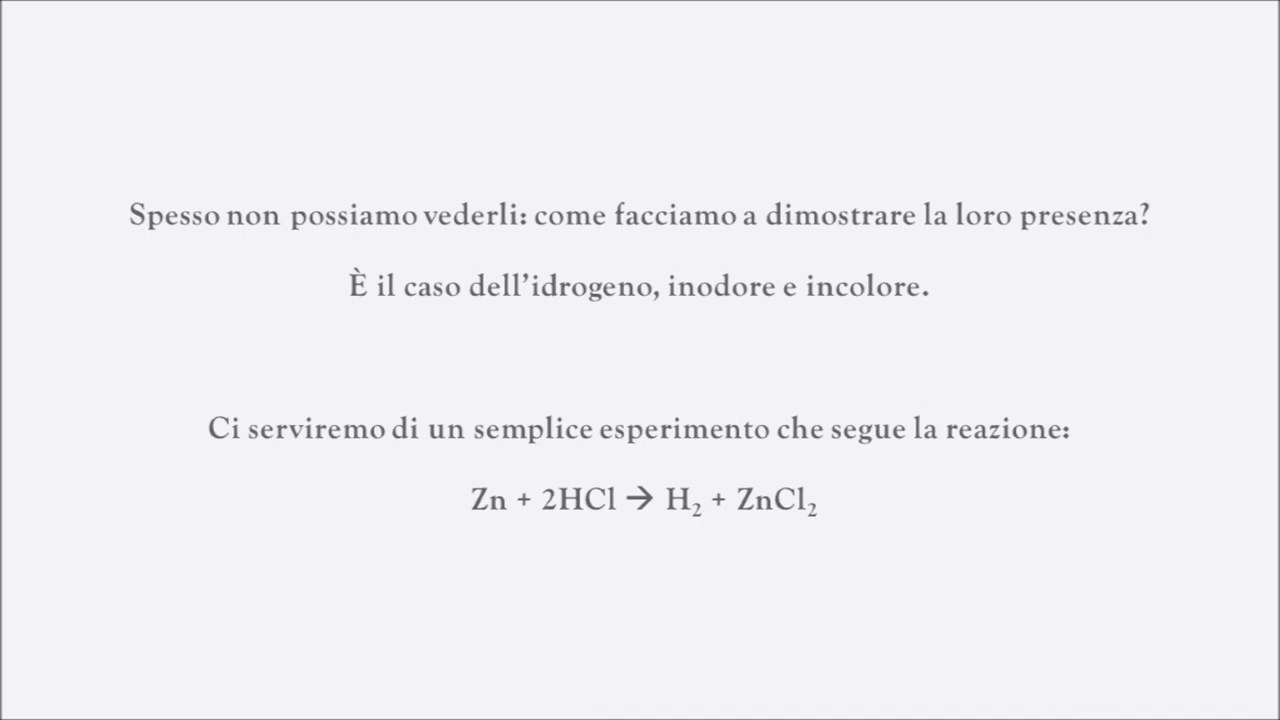 Spesso non possiamo vederli: come facciamo a dimostrare la loro presenza?
È il caso dell’idrogeno, inodore e incolore.
Ci serviremo di un semplice esperimento che segue la reazione:
Zn + 2HCl → H₂ + ZnCl₂